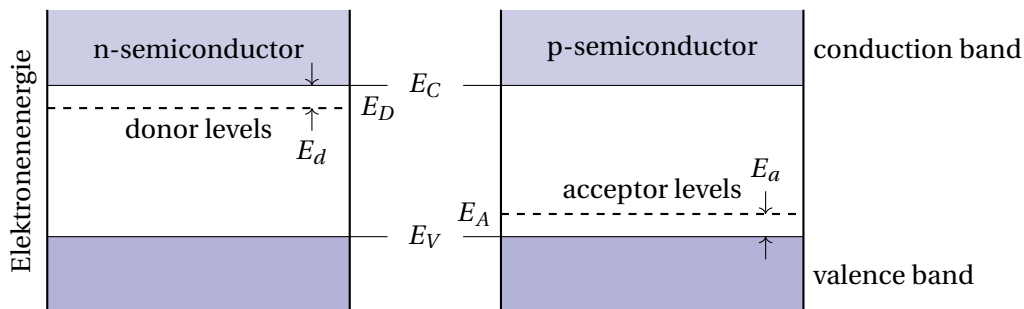 Elektronenenergie
n-semiconductor
E_C
E_D
donor levels
E_d
E_V
p-semiconductor
conduction band
E_a
acceptor levels
E_A
valence band